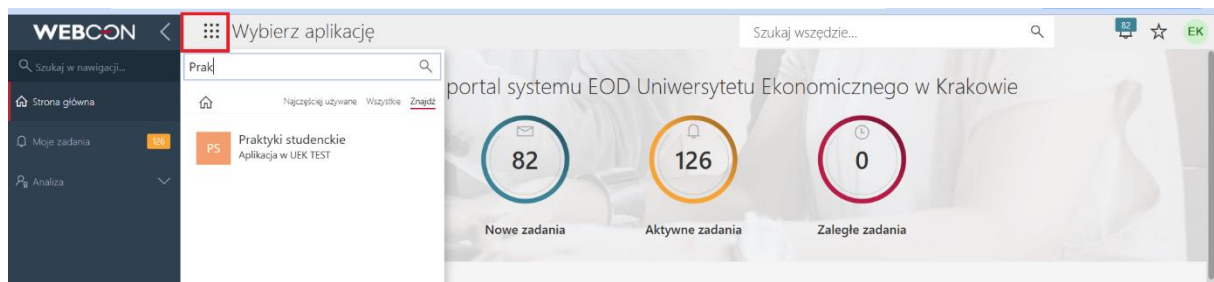 WEBCON
Wybierz aplikację
Szukaj wszędzie...
82
EK
Szukaj w nawigacji...
Strona główna
Moje zadania
126
Analiza
Prak
Najczęściej używane Wszystkie Znajdź
PS
Praktyki studenckie
Aplikacja w UEK TEST
portal systemu EOD Uniwersytetu Ekonomicznego w Krakowie
82
126
0
Nowe zadania
Aktywne zadania
Zaległe zadania